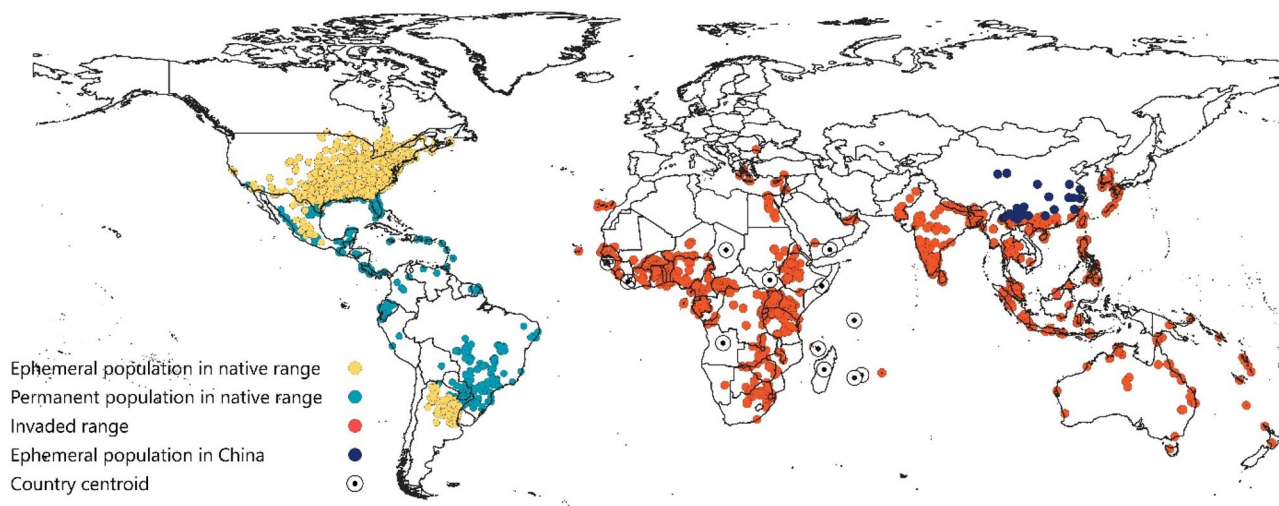 Ephemeral population in native range
Permanent population in native range
Invaded range
Ephemeral population in China
Country centroid